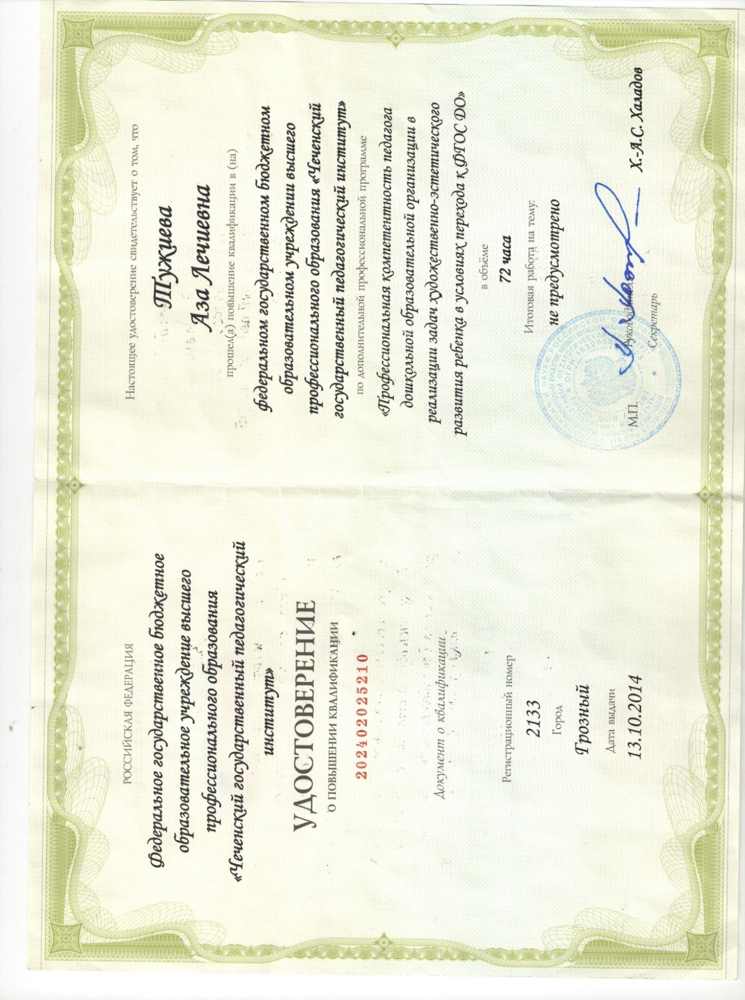 РОССИЙСКАЯ ФЕДЕРАЦИЯ
Федеральное государственное бюджетное
образовательное учреждение высшего
профессионального образования
«Чеченский государственный педагогический
институт»
УДОСТОВЕРЕНИЕ
О ПОВЫШЕНИИ КВАЛИФИКАЦИИ
202402025210
Документ о квалификации
Регистрационный номер
2133
Город
Грозный
Дата выдачи
13.10.2014
Настоящее удостоверение свидетельствует о том, что
Тужиева
Аза Лечиевна
прошел(а) повышение квалификации в (на)
федеральном государственном бюджетном
образовательном учреждении высшего
профессионального образования «Чеченский
государственный педагогический институт»
по дополнительной профессиональной программе
«Профессиональная компетентность педагога
дошкольной образовательной организации в
реализации задач художественно-эстетического
развития ребенка в условиях перехода к ФГОС ДО»
в объёме
72 часа
Итоговая работа на тему:
не предусмотрено
Руководитель Х.-А.С. Халадов
М.П.
Секретарь